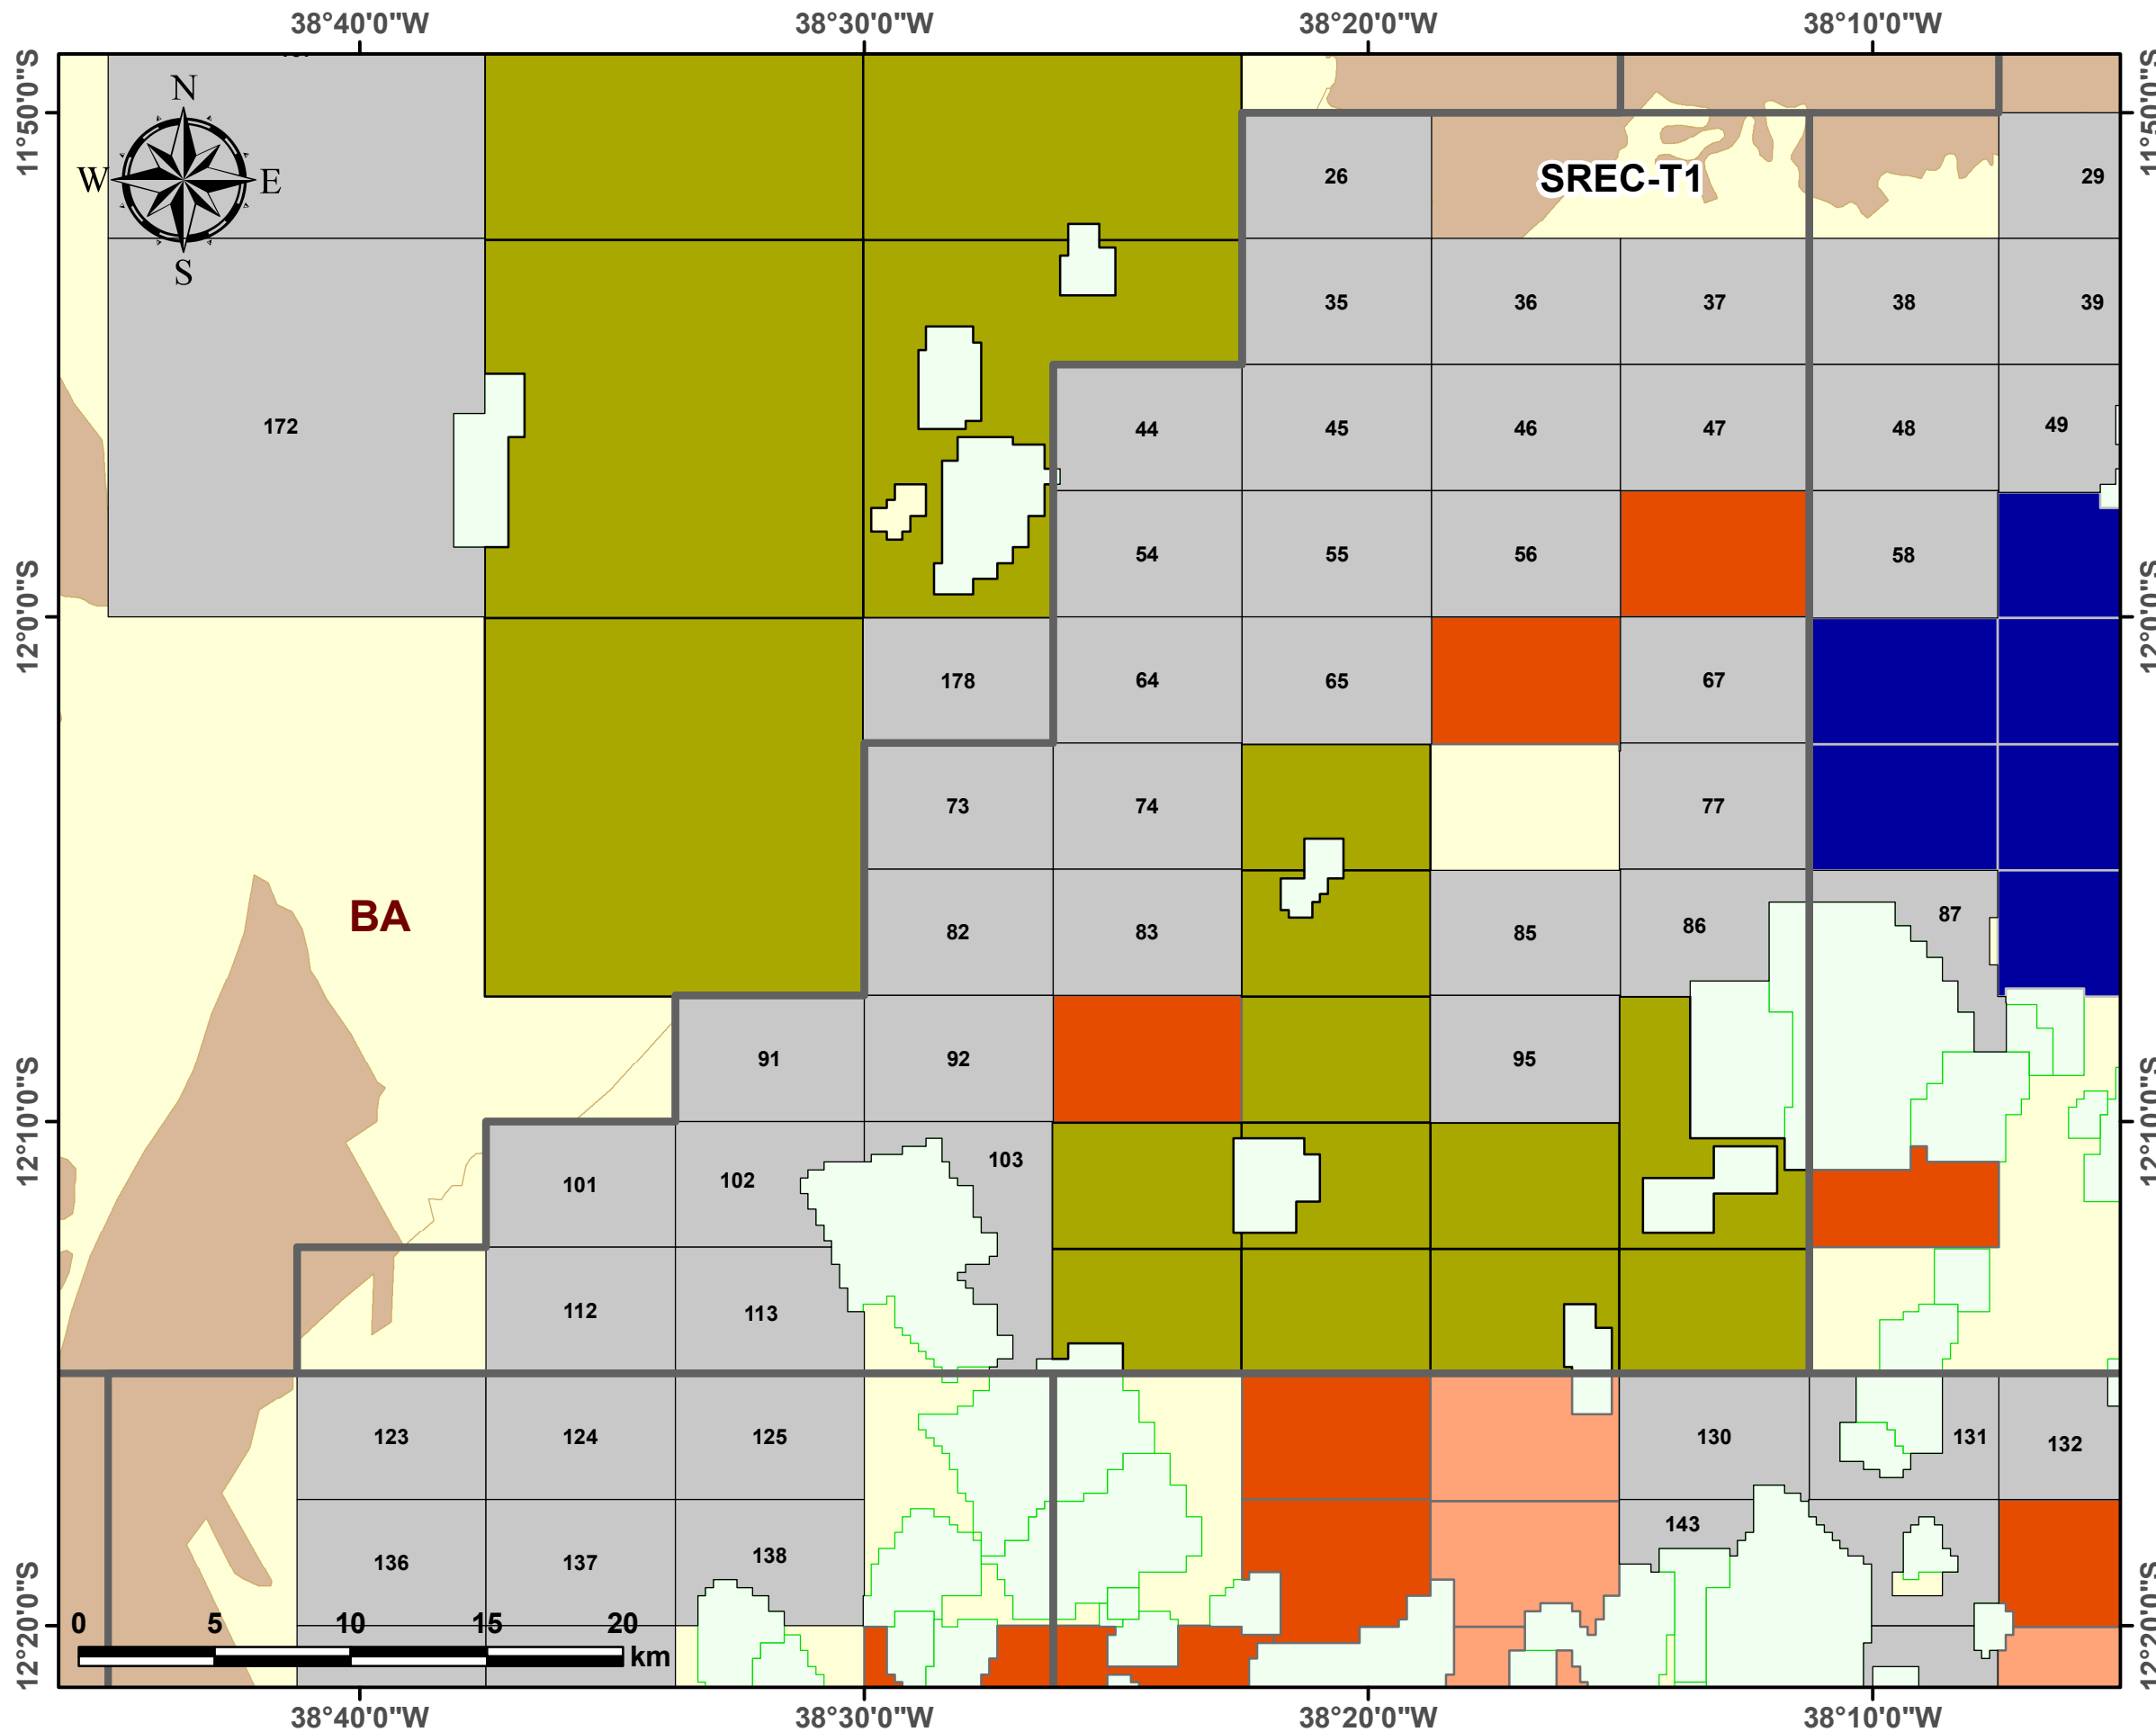 38°40'0"W 38°30'0"W 38°20'0"W 38°10'0"W
11°50'0"S 11°50'0"S
N
W E
S
26 SREC-T1 29
35 36 37 38 39
172 44 45 46 47 48 49
54 55 56 58
12°0'0"S 12°0'0"S
178 64 65 67
73 74 77
BA 82 83 85 86 87
91 92 95
12°10'0"S 12°10'0"S
101 102 103
112 113
123 124 125 130 131 132
136 137 138 143
12°20'0"S 12°20'0"S
0 5 10 15 20
km
38°40'0"W 38°30'0"W 38°20'0"W 38°10'0"W